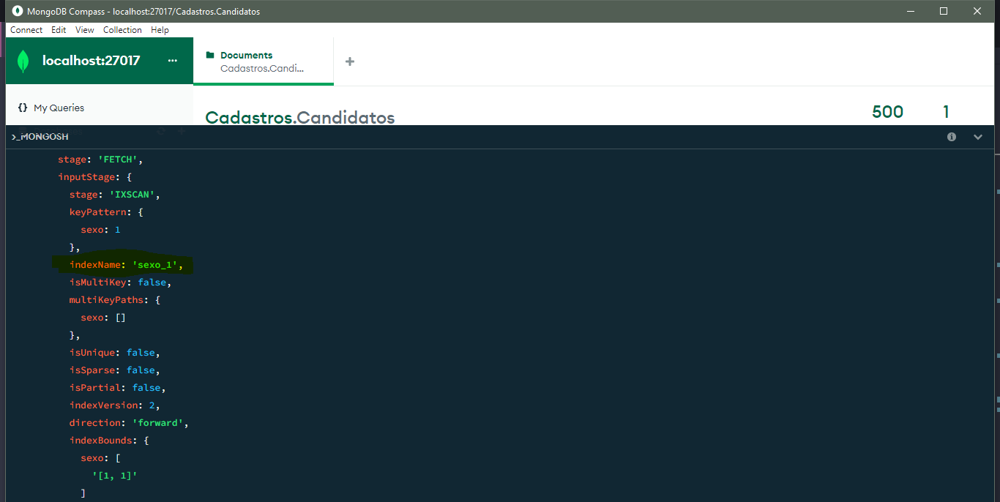 MongoDB Compass - localhost:27017/Cadastros.Candidatos
Connect Edit View Collection Help
localhost:27017 ...
Documents
Cadastros.Candi...
{} My Queries
Cadastros.Candidatos
500 1
>_MONGOSH
stage: 'FETCH',
inputStage: {
stage: 'IXSCAN',
keyPattern: {
sexo: 1
},
indexName: 'sexo_1',
isMultiKey: false,
multiKeyPaths: {
sexo: []
},
isUnique: false,
isSparse: false,
isPartial: false,
indexVersion: 2,
direction: 'forward',
indexBounds: {
sexo: [
'[1, 1]'
]